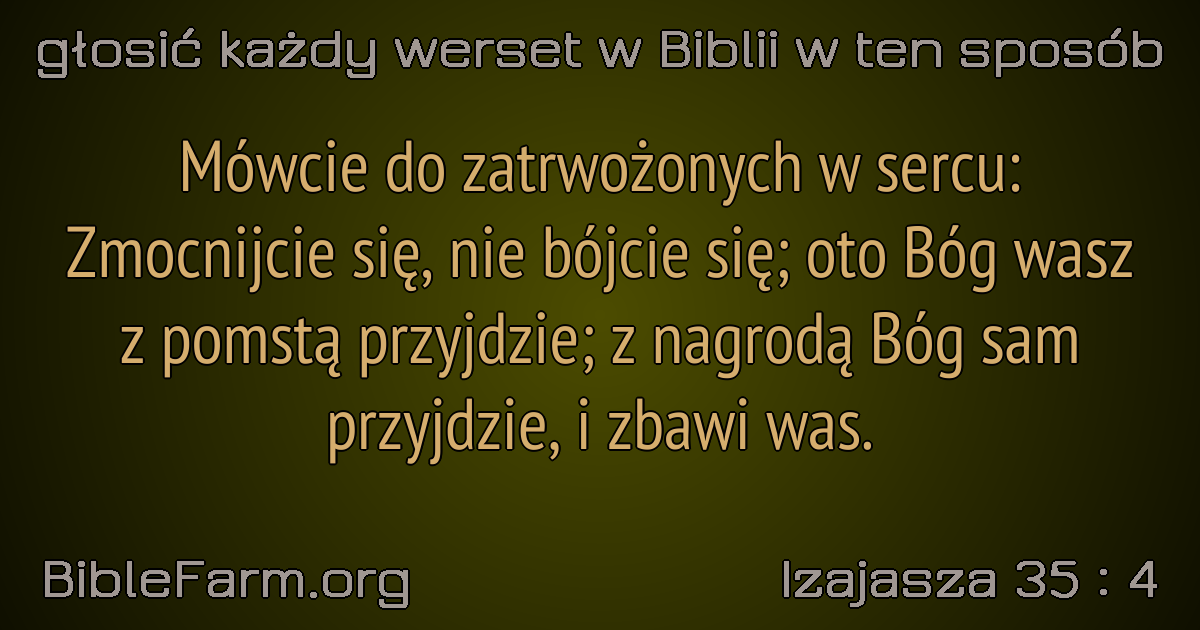 głosić każdy werset w Biblii w ten sposób
Mówcie do zatrwożonych w sercu:
Zmocnijcie się, nie bójcie się; oto Bóg wasz
z pomstą przyjdzie; z nagrodą Bóg sam
przyjdzie, i zbawi was.
BibleFarm.org
Izajasza 35 : 4